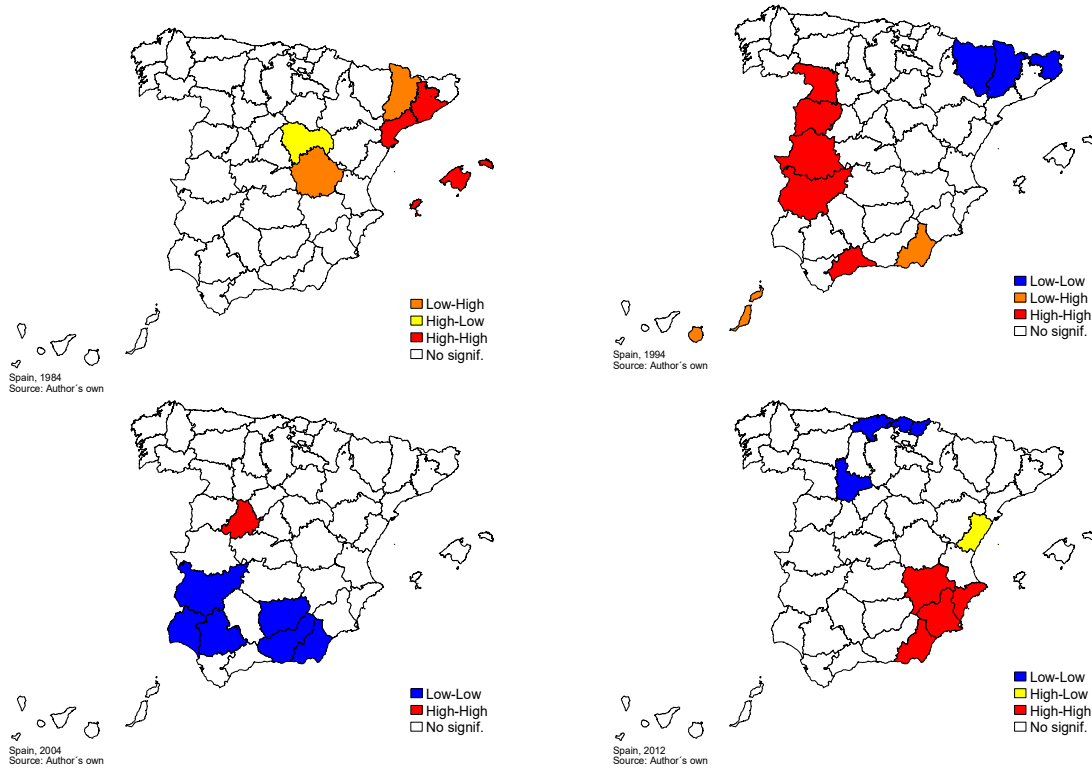 Low-High
High-Low
High-High
No signif.
Spain, 1984
Source: Author´s own
Low-Low
Low-High
High-High
No signif.
Spain, 1994
Source: Author´s own
Low-Low
High-High
No signif.
Spain, 2004
Source: Author´s own
Low-Low
High-Low
High-High
No signif.
Spain, 2012
Source: Author´s own